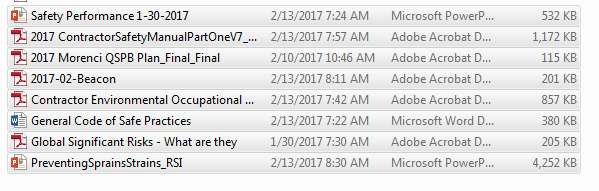 Safety Performance 1-30-2017 2/13/2017 7:24 AM Microsoft PowerP... 532 KB
2017 ContractorSafetyManualPartOneV7_... 2/13/2017 7:57 AM Adobe Acrobat D... 1,172 KB
2017 Morenci QSPB Plan_Final_Final 2/10/2017 10:46 AM Adobe Acrobat D... 115 KB
2017-02-Beacon 2/13/2017 8:11 AM Adobe Acrobat D... 201 KB
Contractor Environmental Occupational ... 2/13/2017 7:42 AM Adobe Acrobat D... 857 KB
General Code of Safe Practices 2/13/2017 7:22 AM Microsoft Word D... 380 KB
Global Significant Risks - What are they 1/30/2017 7:30 AM Adobe Acrobat D... 205 KB
PreventingSprainsStrains_RSI 2/13/2017 8:30 AM Microsoft PowerP... 4,252 KB